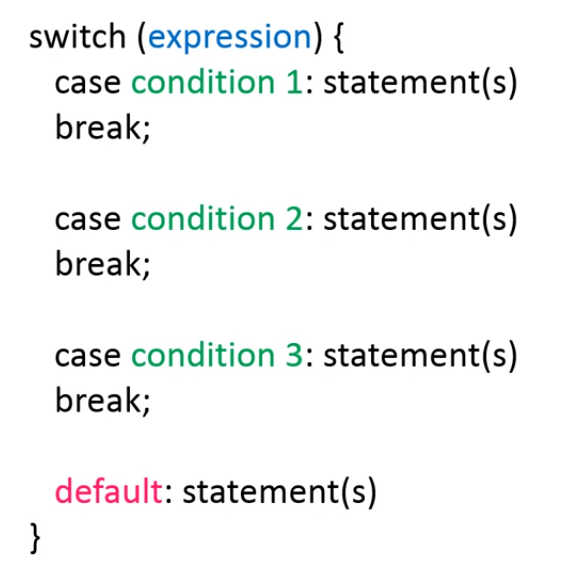 switch (expression) {
case condition 1: statement(s)
break;
case condition 2: statement(s)
break;
case condition 3: statement(s)
break;
default: statement(s)
}